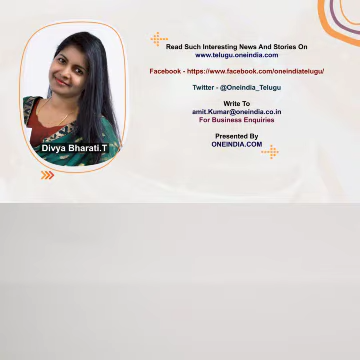 Read Such Interesting News And Stories On
www.telugu.oneindia.com
Facebook - https://www.facebook.com/oneindiatelugu/
Twitter - @Oneindia_Telugu
Write To
amit.Kumar@oneindia.co.in
For Business Enquiries
Presented By
ONEINDIA.COM
Divya Bharati.T